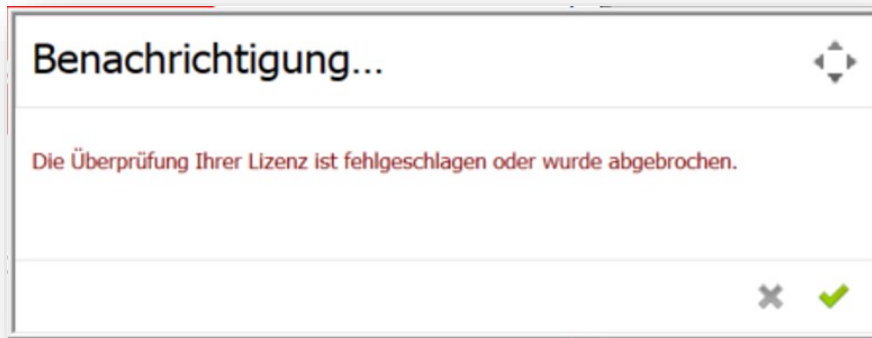 Benachrichtigung...
Die Überprüfung Ihrer Lizenz ist fehlgeschlagen oder wurde abgebrochen.